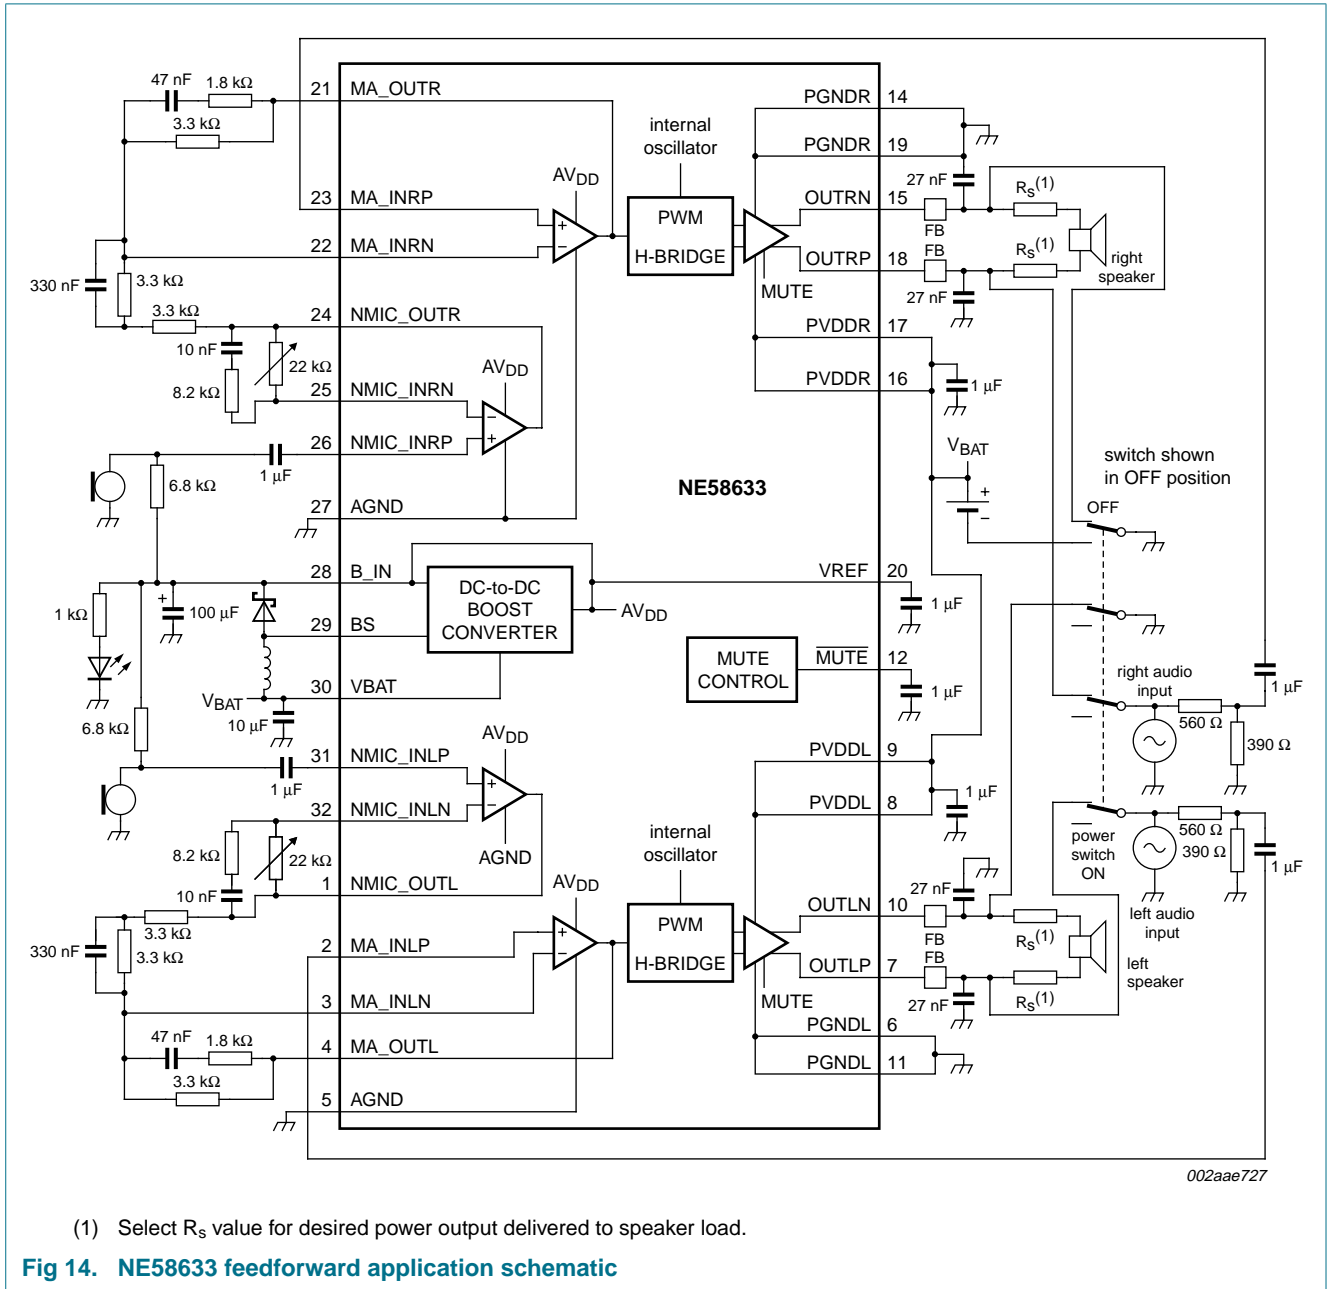 47 nF 1.8 kΩ
21 MA_OUTR
3.3 kΩ
PGNDR 14
internal
oscillator
PGNDR 19
AVDD
27 nF
RS(1)
23 MA_INRP
OUTRN 15
+
PWM
FB
22 MA_INRN
−
H-BRIDGE
FB
OUTRP 18
RS(1)
right
speaker
330 nF
3.3 kΩ
MUTE
27 nF
3.3 kΩ
24 NMIC_OUTR
PVDDR 17
10 nF
22 kΩ
AVDD
8.2 kΩ
25 NMIC_INRN
PVDDR 16
1 μF
−
26 NMIC_INRP
+
1 μF
VBAT
switch shown
in OFF position
6.8 kΩ
NE58633
+
−
OFF
27 AGND
28 B_IN
DC-to-DC
BOOST
CONVERTER
VREF 20
1 kΩ
+
100 μF
AVDD
1 μF
29 BS
MUTE
CONTROL
MUTE 12
right audio
input
1 μF
30 VBAT
VBAT
10 μF
1 μF
560 Ω
390 Ω
6.8 kΩ
AVDD
31 NMIC_INLP
PVDDL 9
1 μF
+
32 NMIC_INLN
−
PVDDL 8
1 μF
8.2 kΩ
22 kΩ
AGND
internal
oscillator
power
switch
ON
560 Ω
390 Ω
1 μF
10 nF
1 NMIC_OUTL
AVDD
27 nF
left audio
input
3.3 kΩ
OUTLN 10
330 nF
3.3 kΩ
2 MA_INLP
+
PWM
FB
RS(1)
−
H-BRIDGE
FB
OUTLP 7
left
speaker
3 MA_INLN
MUTE
27 nF
RS(1)
47 nF 1.8 kΩ
PGNDL 6
4 MA_OUTL
PGNDL 11
3.3 kΩ
5 AGND
002aae727
(1) Select RS value for desired power output delivered to speaker load.
Fig 14. NE58633 feedforward application schematic